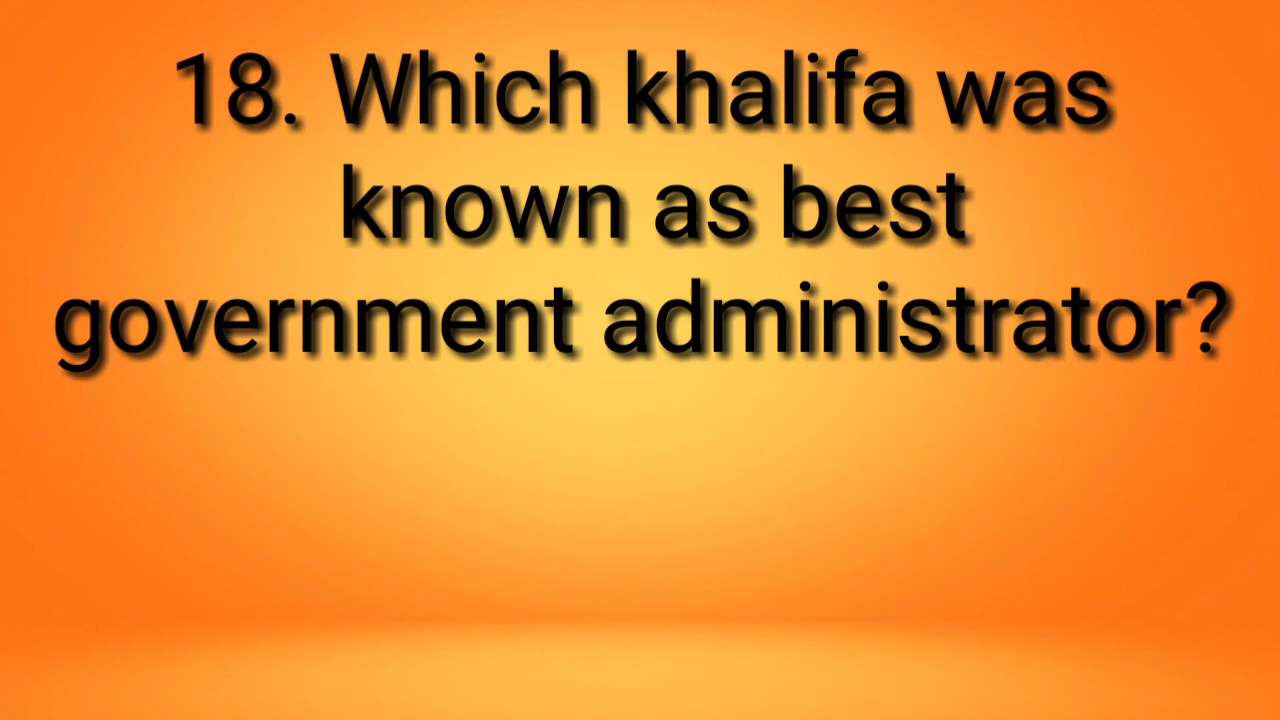 18. Which khalifa was
known as best
government administrator?